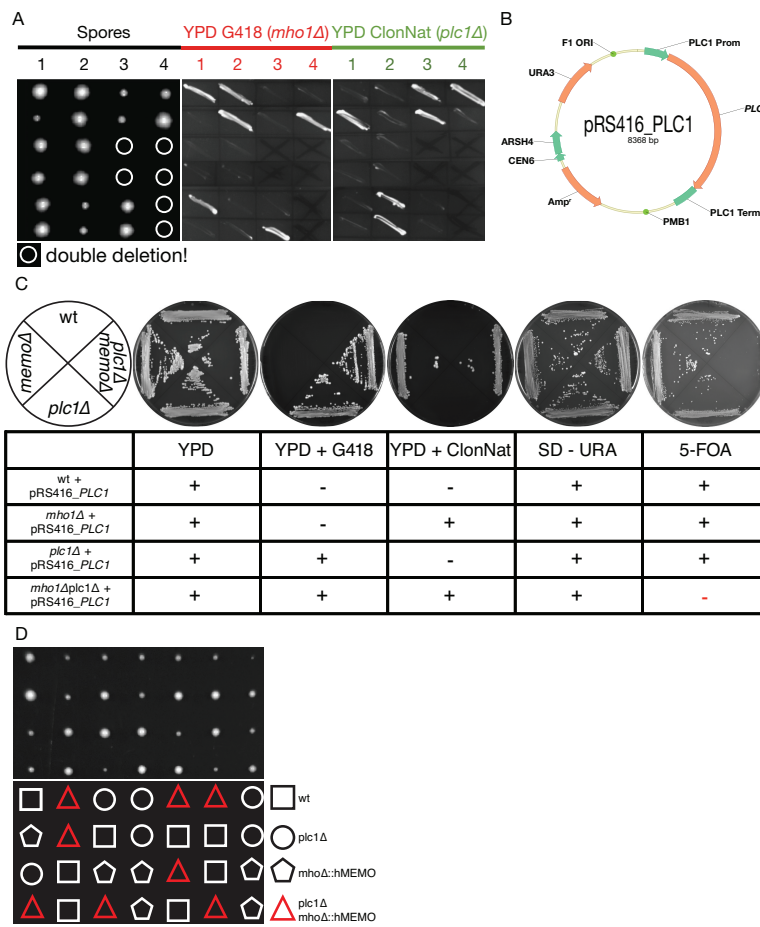 A
Spores
YPD G418 (mho1Δ)
YPD ClonNat (plc1Δ)
1 2 3 4 1 2 3 4 1 2 3 4
double deletion!
B
F1 ORI
PLC1 Prom
URA3
PLC
pRS416_PLC1
8368 bp
ARSH4
CEN6
Ampʳ
PMB1
PLC1 Term
C
wt
memoΔ
plc1Δ memoΔ
plc1Δ
YPD YPD + G418 YPD + ClonNat SD - URA 5-FOA
wt +
pRS416_PLC1
+ - - + +
mho1Δ +
pRS416_PLC1
+ - + + +
plc1Δ +
pRS416_PLC1
+ + - + +
mho1Δplc1Δ +
pRS416_PLC1
+ + + + -
D
wt
plc1Δ
mhoΔ::hMEMO
plc1Δ
mhoΔ::hMEMO